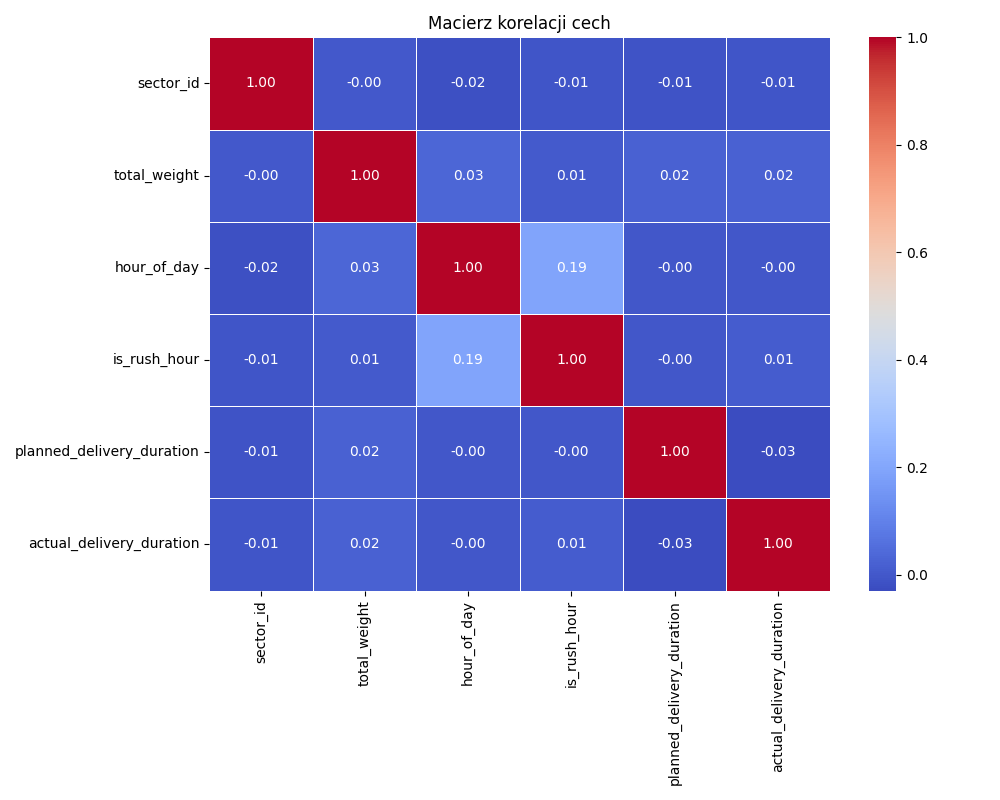 Macierz korelacji cech
sector_id 1.00 -0.00 -0.02 -0.01 -0.01 -0.01
total_weight -0.00 1.00 0.03 0.01 0.02 0.02
hour_of_day -0.02 0.03 1.00 0.19 -0.00 -0.00
is_rush_hour -0.01 0.01 0.19 1.00 -0.00 0.01
planned_delivery_duration -0.01 0.02 -0.00 -0.00 1.00 -0.03
actual_delivery_duration -0.01 0.02 -0.00 0.01 -0.03 1.00
sector_id
total_weight
hour_of_day
is_rush_hour
planned_delivery_duration
actual_delivery_duration
1.0
0.8
0.6
0.4
0.2
0.0